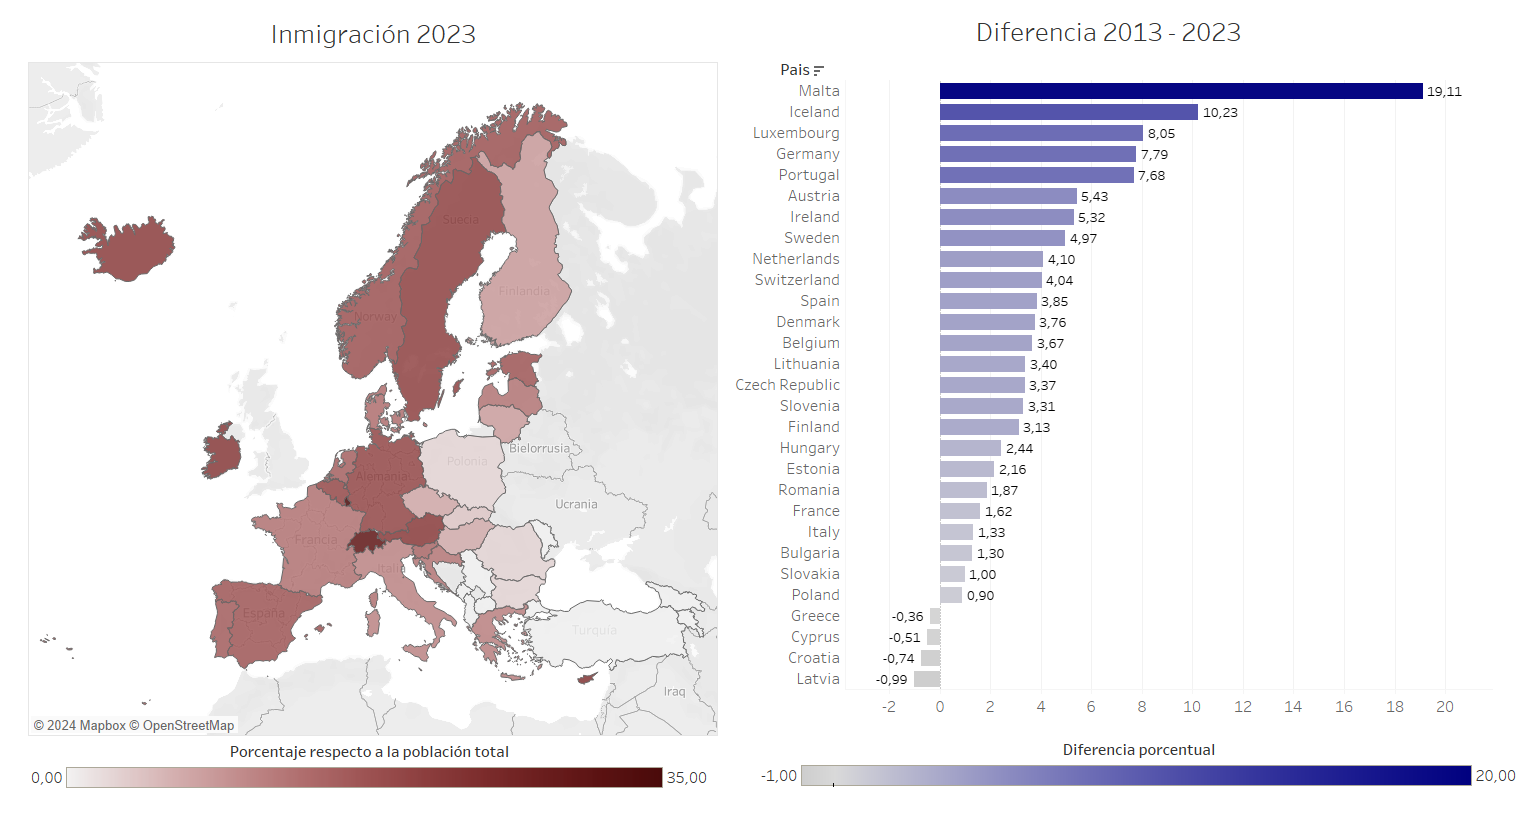 Inmigración 2023
Suecia
Finlandia
Norway
Bielorrusia
Polonia
Alemania
Ucrania
Francia
Italia
España
Turquía
Iraq
© 2024 Mapbox © OpenStreetMap
Porcentaje respecto a la población total
0,00 35,00
Diferencia 2013 - 2023
Pais
Malta 19,11
Iceland 10,23
Luxembourg 8,05
Germany 7,79
Portugal 7,68
Austria 5,43
Ireland 5,32
Sweden 4,97
Netherlands 4,10
Switzerland 4,04
Spain 3,85
Denmark 3,76
Belgium 3,67
Lithuania 3,40
Czech Republic 3,37
Slovenia 3,31
Finland 3,13
Hungary 2,44
Estonia 2,16
Romania 1,87
France 1,62
Italy 1,33
Bulgaria 1,30
Slovakia 1,00
Poland 0,90
Greece -0,36
Cyprus -0,51
Croatia -0,74
Latvia -0,99
-2 0 2 4 6 8 10 12 14 16 18 20
Diferencia porcentual
-1,00 20,00